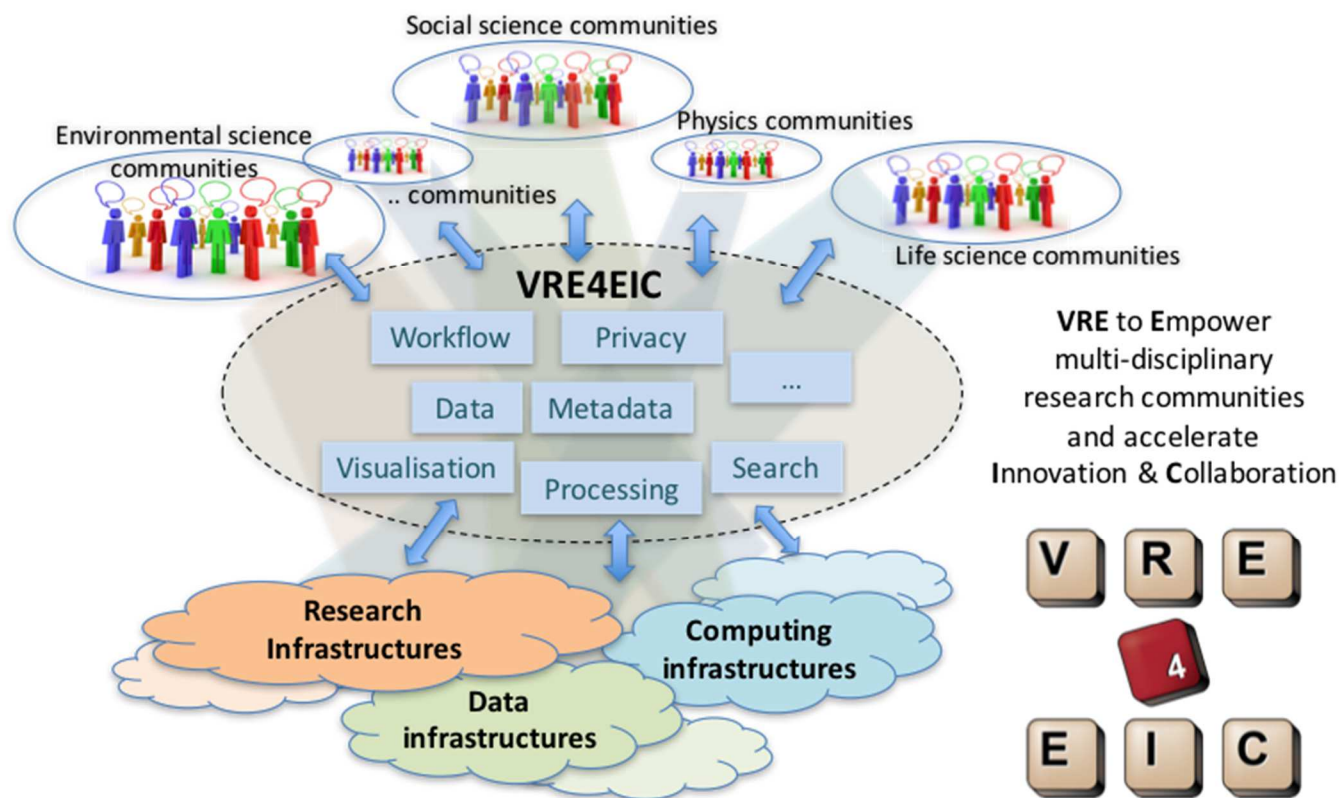 Social science communities
Environmental science
communities
Physics communities
.. communities
Life science communities
VRE4EIC
Workflow
Privacy
...
Data
Metadata
Visualisation
Processing
Search
Research
Infrastructures
Computing
infrastructures
Data
infrastructures
VRE to Empower
multi-disciplinary
research communities
and accelerate
Innovation & Collaboration
V R E
4
E I C